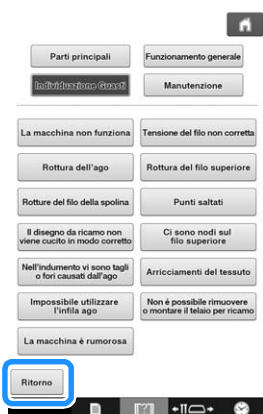 Parti principali
Funzionamento generale
Individuazione Guasti
Manutenzione
La macchina non funziona
Tensione del filo non corretta
Rottura dell'ago
Rottura del filo superiore
Rotture del filo della spolina
Punti saltati
Il disegno da ricamo non
viene cucito in modo corretto
Ci sono nodi sul
filo superiore
Nell'indumento vi sono tagli
o fori causati dall'ago
Arricciamenti del tessuto
Impossibile utilizzare
l'infila ago
Non é possibile rimuovere
o montare il telaio per ricamo
La macchina é rumorosa
Ritorno